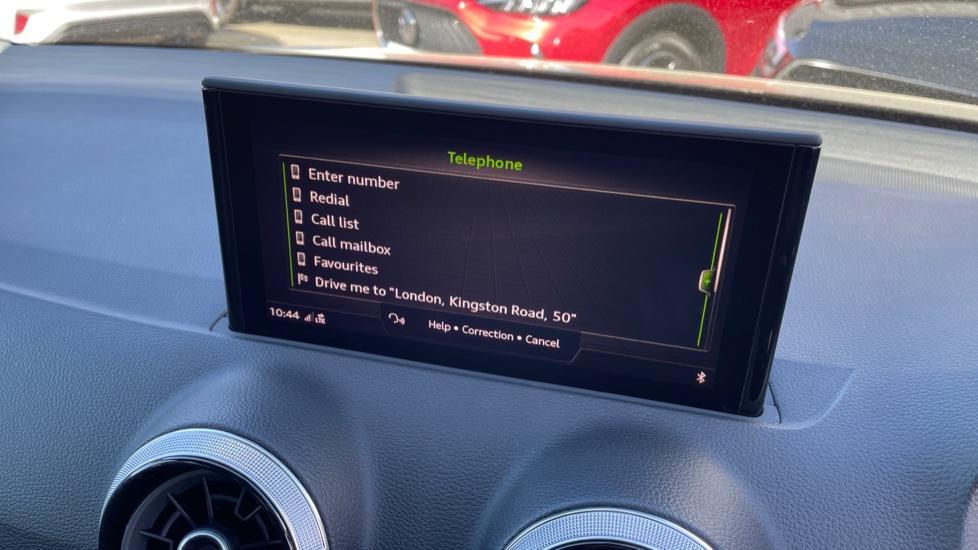 Telephone
Enter number
Redial
Call list
Call mailbox
Favourites
Drive me to "London, Kingston Road, 50"
10:44 LTE
Help • Correction • Cancel